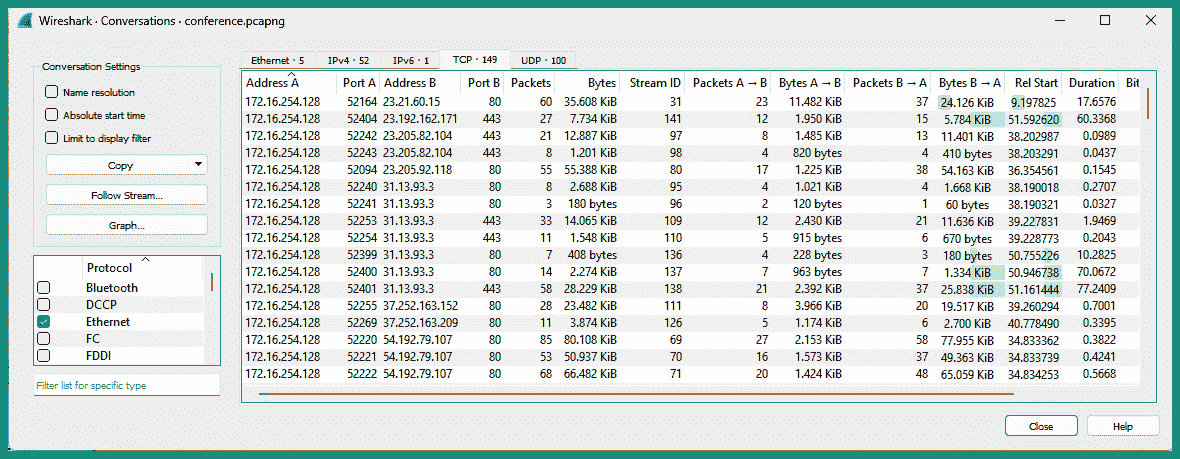 Wireshark · Conversations · conference.pcapng
Conversation Settings
Name resolution
Absolute start time
Limit to display filter
Copy
Follow Stream...
Graph...
Protocol
Bluetooth
DCCP
Ethernet
FC
FDDI
Filter list for specific type
Ethernet · 5 IPv4 · 52 IPv6 · 1 TCP · 149 UDP · 100
Address A Port A Address B Port B Packets Bytes Stream ID Packets A → B Bytes A → B Packets B → A Bytes B → A Rel Start Duration Bit
172.16.254.128 52164 23.21.60.15 80 60 35.608 KiB 31 23 11.482 KiB 37 24.126 KiB 9.197825 17.6576
172.16.254.128 52404 23.192.162.171 443 27 7.734 KiB 141 12 1.950 KiB 15 5.784 KiB 51.592620 60.3368
172.16.254.128 52242 23.205.82.104 443 21 12.887 KiB 97 8 1.485 KiB 13 11.401 KiB 38.202987 0.0989
172.16.254.128 52243 23.205.82.104 443 8 1.201 KiB 98 4 820 bytes 4 410 bytes 38.203291 0.0437
172.16.254.128 52094 23.205.92.118 80 55 55.388 KiB 80 17 1.225 KiB 38 54.163 KiB 36.354561 0.1545
172.16.254.128 52240 31.13.93.3 80 8 2.688 KiB 95 4 1.021 KiB 4 1.668 KiB 38.190018 0.2707
172.16.254.128 52241 31.13.93.3 80 3 180 bytes 96 2 120 bytes 1 60 bytes 38.190321 0.0327
172.16.254.128 52253 31.13.93.3 443 33 14.065 KiB 109 12 2.430 KiB 21 11.636 KiB 39.227831 1.9469
172.16.254.128 52254 31.13.93.3 443 11 1.548 KiB 110 5 915 bytes 6 670 bytes 39.228773 0.2043
172.16.254.128 52399 31.13.93.3 80 7 408 bytes 136 4 228 bytes 3 180 bytes 50.755226 10.2825
172.16.254.128 52400 31.13.93.3 80 14 2.274 KiB 137 7 963 bytes 7 1.334 KiB 50.946738 70.0672
172.16.254.128 52401 31.13.93.3 443 58 28.229 KiB 138 21 2.392 KiB 37 25.838 KiB 51.161444 77.2409
172.16.254.128 52255 37.252.163.152 80 28 23.482 KiB 111 8 3.966 KiB 20 19.517 KiB 39.260294 0.7001
172.16.254.128 52269 37.252.163.209 80 11 3.874 KiB 126 5 1.174 KiB 6 2.700 KiB 40.778490 0.3395
172.16.254.128 52220 54.192.79.107 80 85 80.108 KiB 69 27 2.153 KiB 58 77.955 KiB 34.833362 0.3822
172.16.254.128 52221 54.192.79.107 80 53 50.937 KiB 70 16 1.573 KiB 37 49.363 KiB 34.833739 0.4241
172.16.254.128 52222 54.192.79.107 80 68 66.482 KiB 71 20 1.424 KiB 48 65.059 KiB 34.834253 0.5668
Close
Help